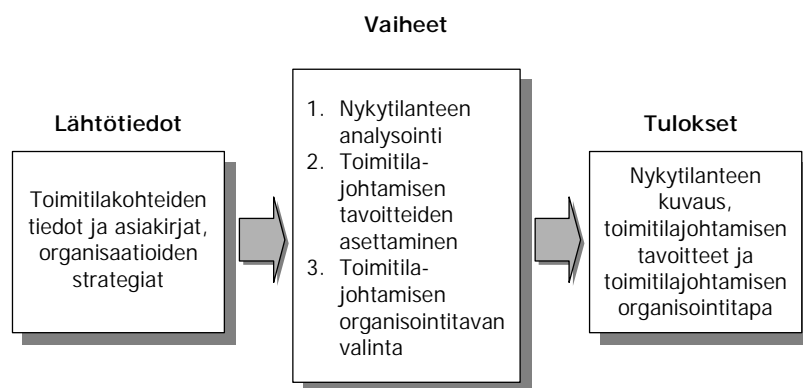 Vaiheet
Lähtötiedot
Toimitilakohteiden
tiedot ja asiakirjat,
organisaatioiden
strategiat
1. Nykytilanteen
analysointi
2. Toimitila-
johtamisen
tavoitteiden
asettaminen
3. Toimitila-
johtamisen
organisointitavan
valinta
Tulokset
Nykytilanteen
kuvaus,
toimitilajohtamisen
tavoitteet ja
toimitilajohtamisen
organisointitapa